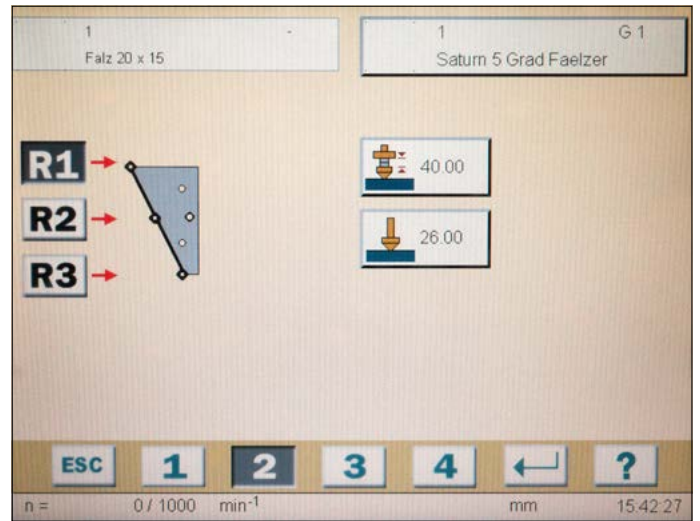 1 -
Falz 20 x 15
1 G 1
Saturn 5 Grad Faelzer
R1
R2
R3
40.00
26.00
ESC 1 2 3 4 ?
n = 0 / 1000 min-1 mm 15:42:27